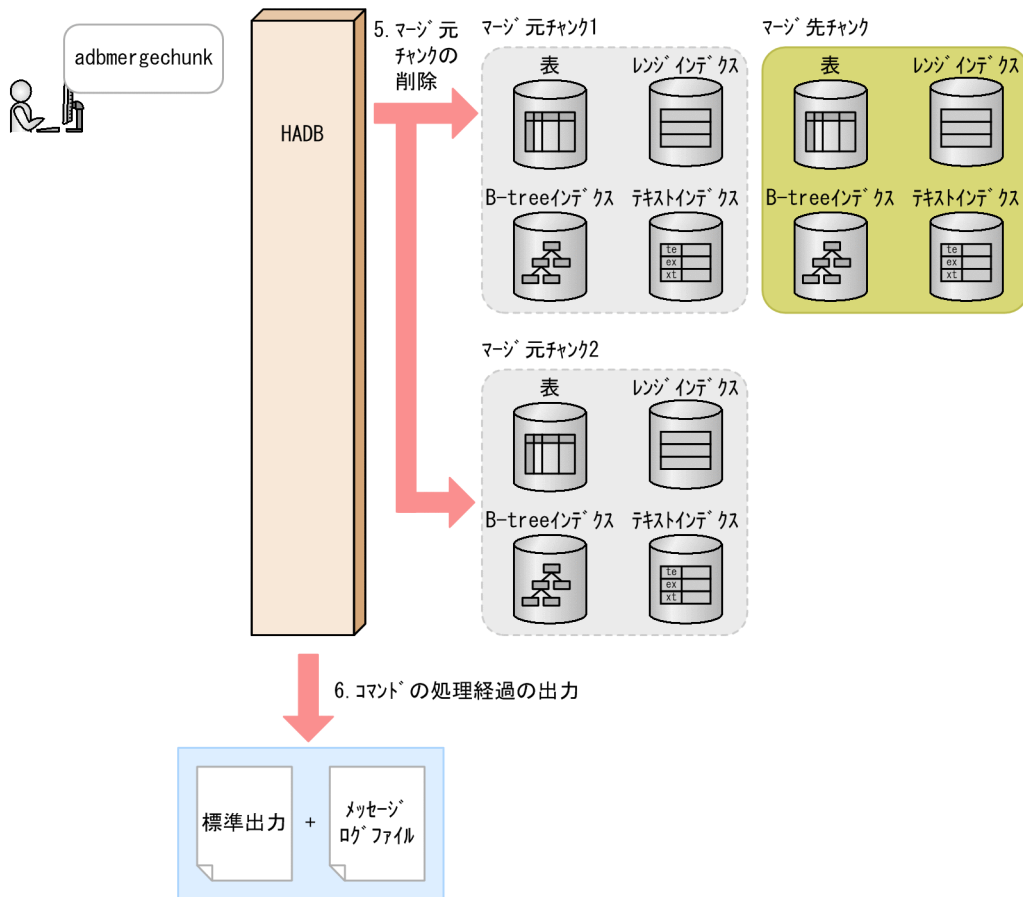 adbmergechunk
HADB
5.マージ元
チャンクの
削除
マージ元チャンク1
表
レンジインデクス
B-treeインデクス
テキストインデクス
te
ex
xt
マージ先チャンク
表
レンジインデクス
B-treeインデクス
テキストインデクス
te
ex
xt
マージ元チャンク2
表
レンジインデクス
B-treeインデクス
テキストインデクス
te
ex
xt
6.コマンドの処理経過の出力
標準出力
+
メッセージ
ログファイル